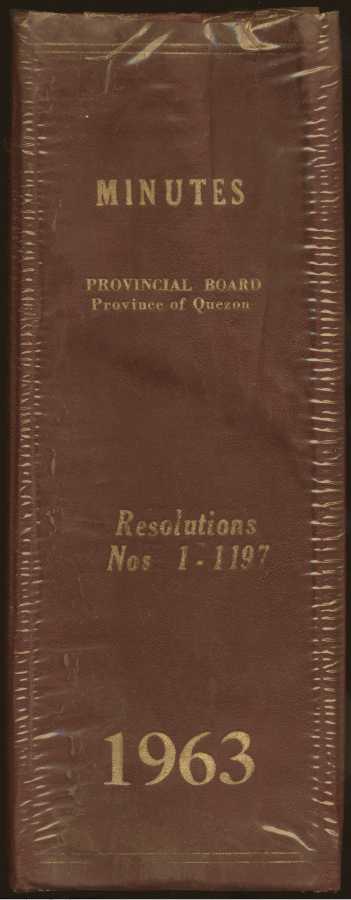 MINUTES
PROVINCIAL BOARD
Province of Quezon
Resolutions
Nos 1-1197
1963